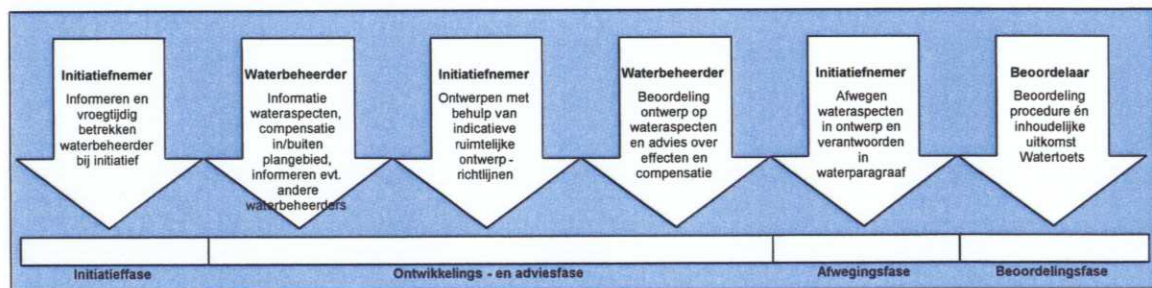 Initiatiefnemer
Informeren en
vroegtijdig
betrekken
waterbeheerder
bij initiatief
Waterbeheerder
Informatie
wateraspecten,
compensatie
in/buiten
plangebied,
informeren evt.
andere
waterbeheerders
Initiatiefnemer
Ontwerpen met
behulp van
indicatieve
ruimtelijke
ontwerp -
richtlijnen
Waterbeheerder
Beoordeling
ontwerp op
wateraspecten
en advies over
effecten en
compensatie
Initiatiefnemer
Afwegen
wateraspecten
in ontwerp en
verantwoorden
in
waterparagraaf
Beoordelaar
Beoordeling
procedure én
inhoudelijke
uitkomst
Watertoets
Initiatieffase
Ontwikkelings - en adviesfase
Afwegingsfase
Beoordelingsfase